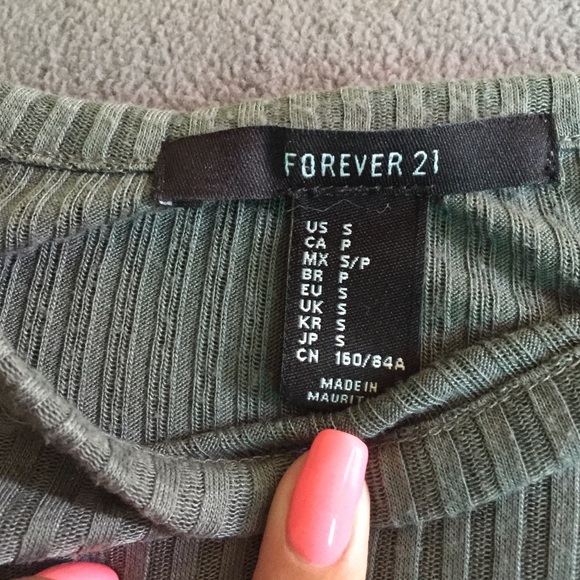 FOREVER 21
US S
CA P
MX S/P
BR P
EU S
UK S
KR S
JP S
CN 160/84A
MADE IN